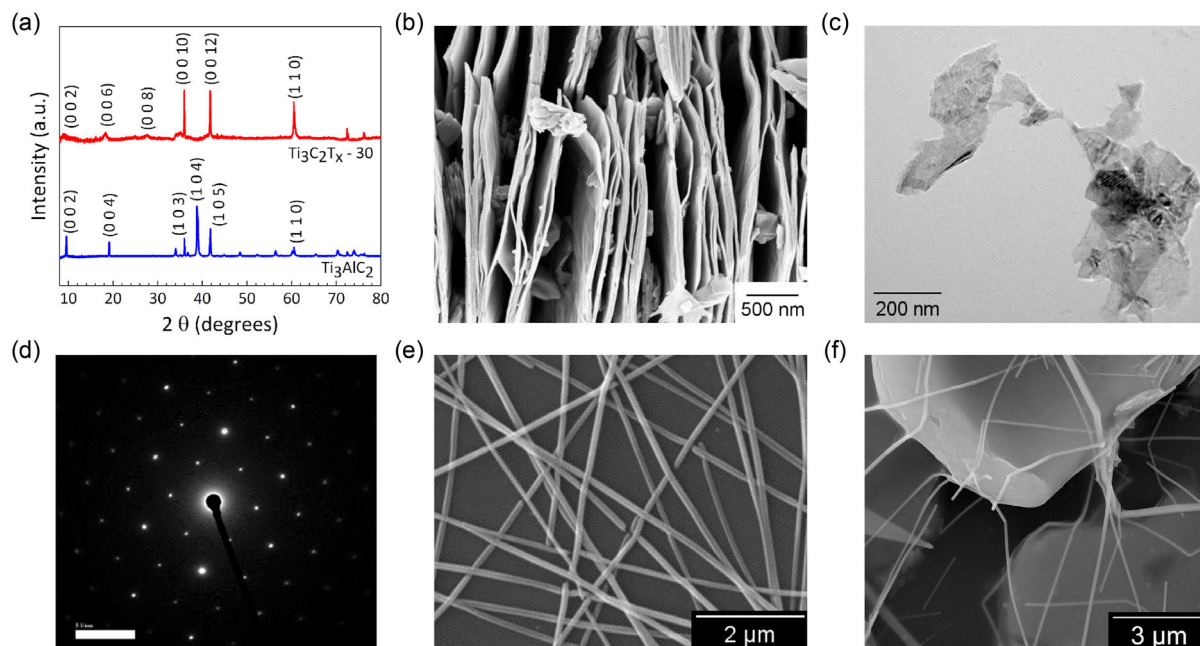 (a)
Intensity (a.u.)
(0 0 2)
(0 0 6)
(0 0 8)
(0 0 10)
(0 0 12)
(1 1 0)
Ti₃C₂Tₓ - 30
(0 0 2)
(0 0 4)
(1 0 3)
(1 0 4)
(1 0 5)
(1 1 0)
Ti₃AlC₂
10 20 30 40 50 60 70 80
2 θ (degrees)
(b)
500 nm
(c)
200 nm
(d)
5 1/nm
(e)
2 μm
(f)
3 μm